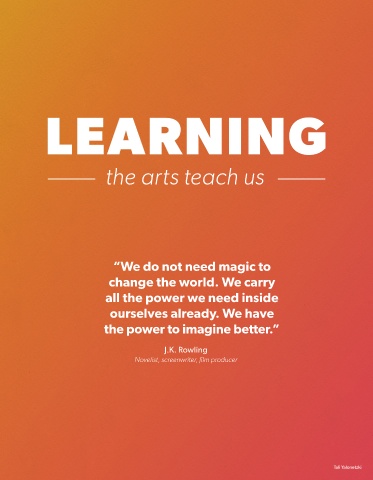 LEARNING
the arts teach us
“We do not need magic to
change the world. We carry
all the power we need inside
ourselves already. We have
the power to imagine better.”
J.K. Rowling
Novelist, screenwriter, film producer